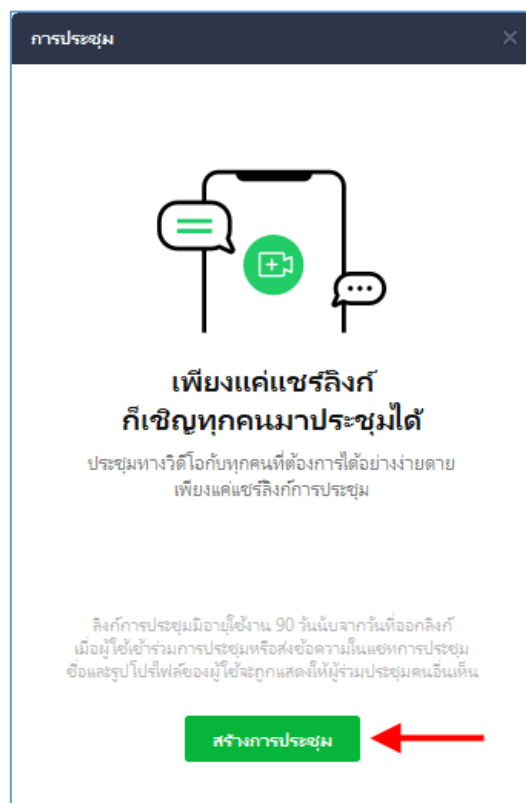 การประชุม
เพียงแค่แชร์ลิงก์
ก็เชิญทุกคนมาประชุมได้
ประชุมทางวิดีโอกับทุกคนที่ต้องการได้อย่างง่ายดาย
เพียงแค่แชร์ลิงก์การประชุม
ลิงก์การประชุมมีอายุใช้งาน 90 วันนับจากวันที่ออกลิงก์
เมื่อผู้ใช้เข้าร่วมการประชุมหรือส่งข้อความในแชทการประชุม
ชื่อและรูปโปรไฟล์ของผู้ใช้จะถูกแสดงให้ผู้ร่วมประชุมคนอื่นเห็น
สร้างการประชุม